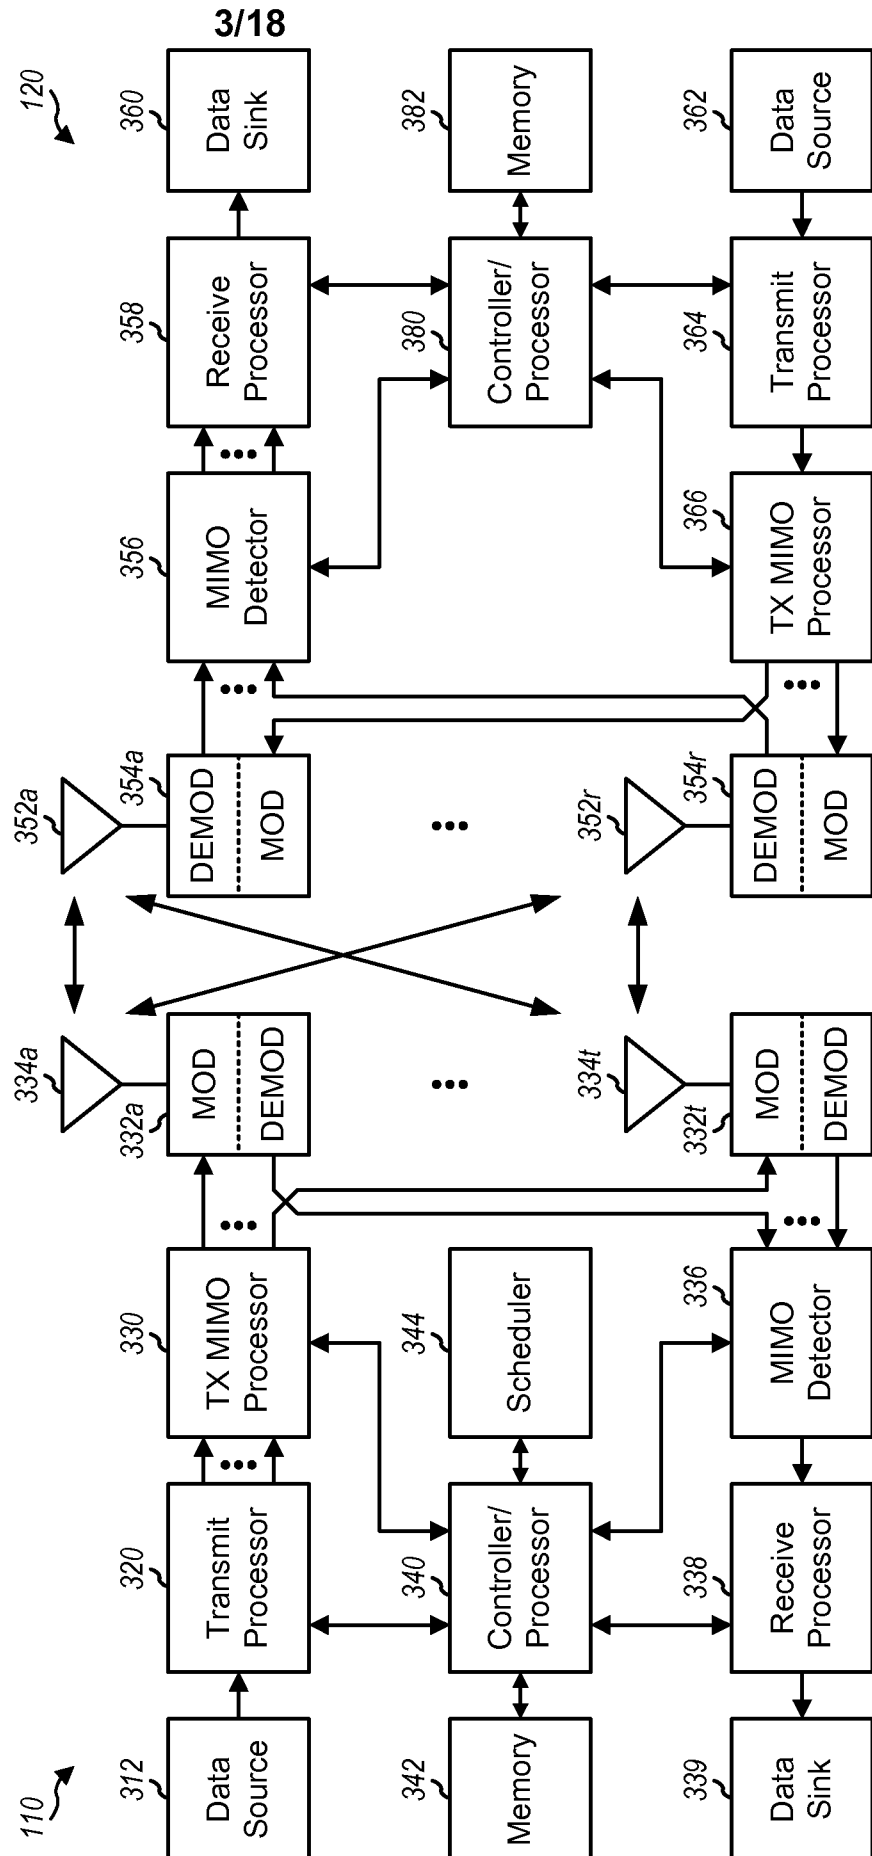 3/18
110
120
312
Data
Source
320
Transmit
Processor
330
TX MIMO
Processor
334a
332a
MOD
DEMOD
352a
354a
DEMOD
MOD
356
MIMO
Detector
358
Receive
Processor
360
Data
Sink
342
Memory
340
Controller/
Processor
344
Scheduler
380
Controller/
Processor
382
Memory
339
Data
Sink
338
Receive
Processor
336
MIMO
Detector
334t
332t
MOD
DEMOD
352r
354r
DEMOD
MOD
366
TX MIMO
Processor
364
Transmit
Processor
362
Data
Source